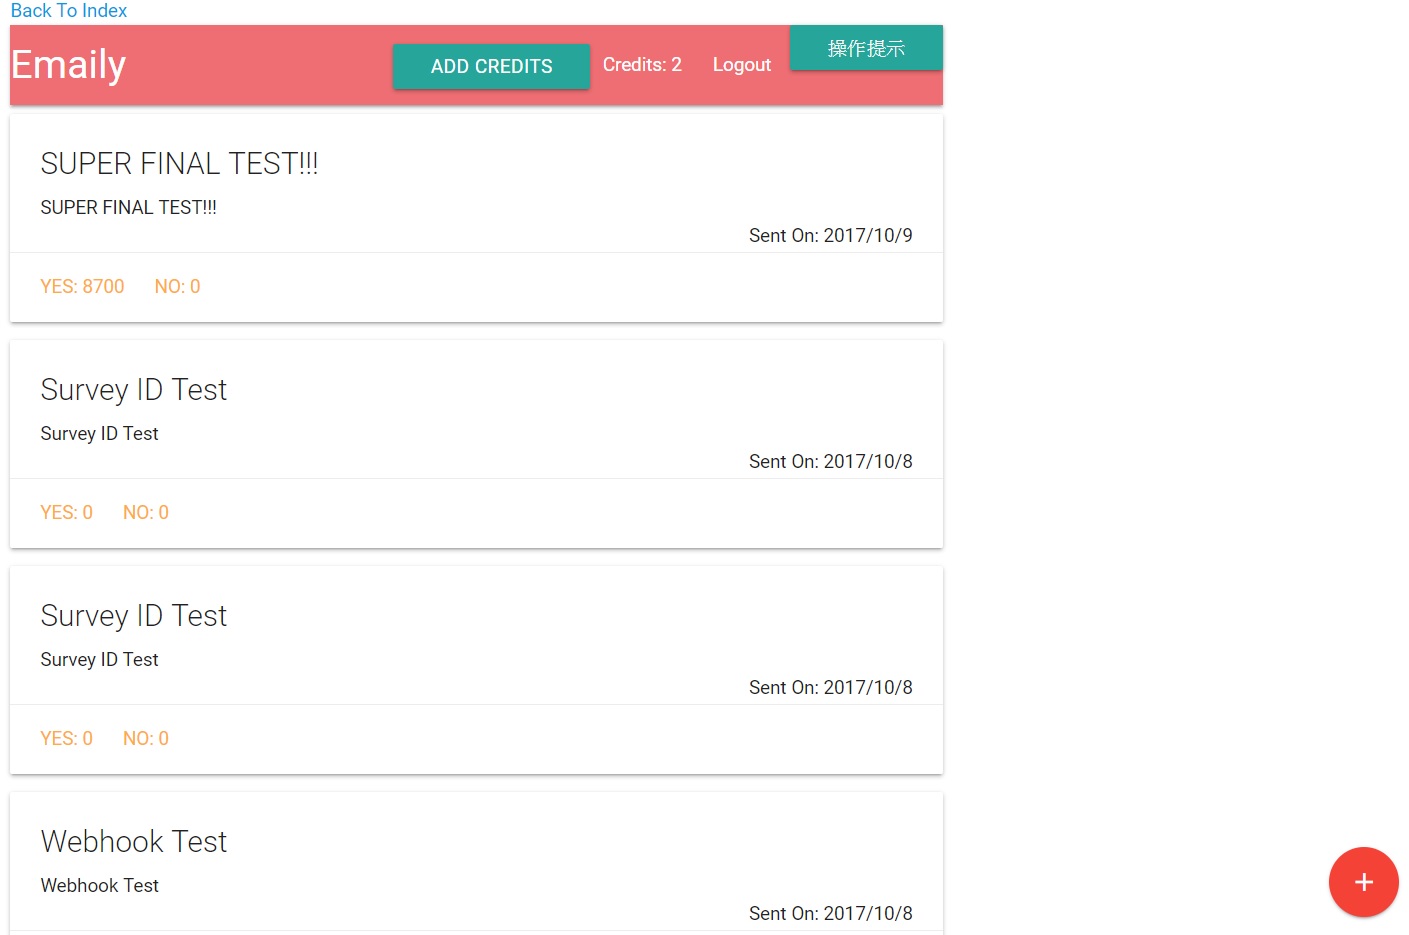 Back To Index
Emaily
ADD CREDITS
Credits: 2
Logout
操作提示
SUPER FINAL TEST!!!
SUPER FINAL TEST!!!
Sent On: 2017/10/9
YES: 8700
NO: 0
Survey ID Test
Survey ID Test
Sent On: 2017/10/8
YES: 0
NO: 0
Survey ID Test
Survey ID Test
Sent On: 2017/10/8
YES: 0
NO: 0
Webhook Test
Webhook Test
Sent On: 2017/10/8
+